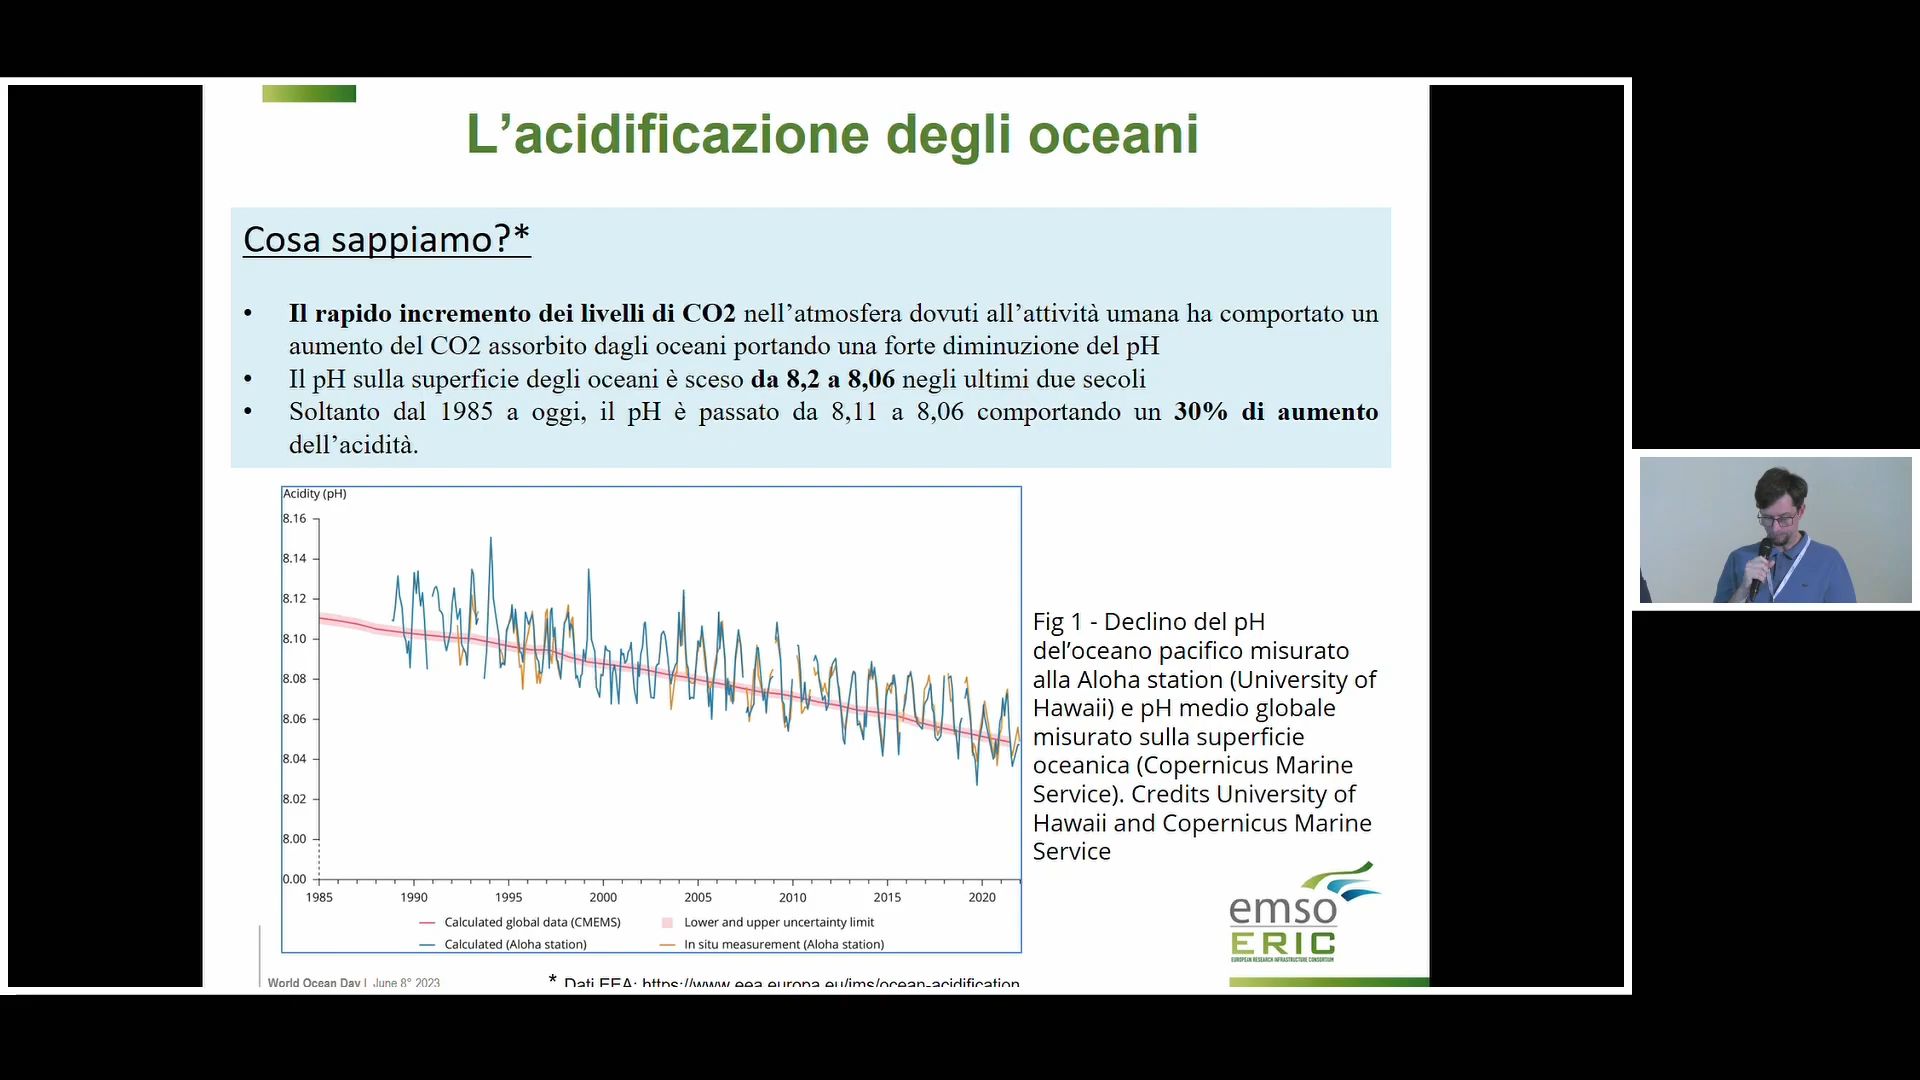 L’acidificazione degli oceani
Cosa sappiamo?*
• Il rapido incremento dei livelli di CO2 nell’atmosfera dovuti all’attività umana ha comportato un
aumento del CO2 assorbito dagli oceani portando una forte diminuzione del pH
• Il pH sulla superficie degli oceani è sceso da 8,2 a 8,06 negli ultimi due secoli
• Soltanto dal 1985 a oggi, il pH è passato da 8,11 a 8,06 comportando un 30% di aumento
dell’acidità.
Acidity (pH)
8.16
8.14
8.12
8.10
8.08
8.06
8.04
8.02
8.00
0.00
1985 1990 1995 2000 2005 2010 2015 2020
Calculated global data (CMEMS) Lower and upper uncertainty limit
Calculated (Aloha station) In situ measurement (Aloha station)
Fig 1 - Declino del pH
del’oceano pacifico misurato
alla Aloha station (University of
Hawaii) e pH medio globale
misurato sulla superficie
oceanica (Copernicus Marine
Service). Credits University of
Hawaii and Copernicus Marine
Service
emso
ERIC
EUROPEAN RESEARCH INFRASTRUCTURE CONSORTIUM
World Ocean Day | June 8° 2023
* Dati EEA: https://www.eea.europa.eu/ims/ocean-acidification